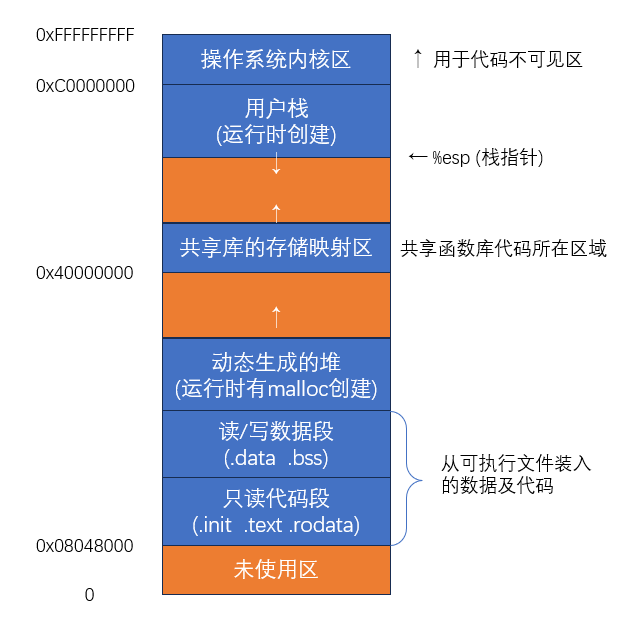 0xFFFFFFFFF
操作系统内核区
↑ 用于代码不可见区
0xC0000000
用户栈
(运行时创建)
← %esp (栈指针)
↓
↑
共享库的存储映射区
共享函数库代码所在区域
0x40000000
↑
动态生成的堆
(运行时有malloc创建)
读/写数据段
(.data .bss)
从可执行文件装入
的数据及代码
只读代码段
(.init .text .rodata)
0x08048000
未使用区
0